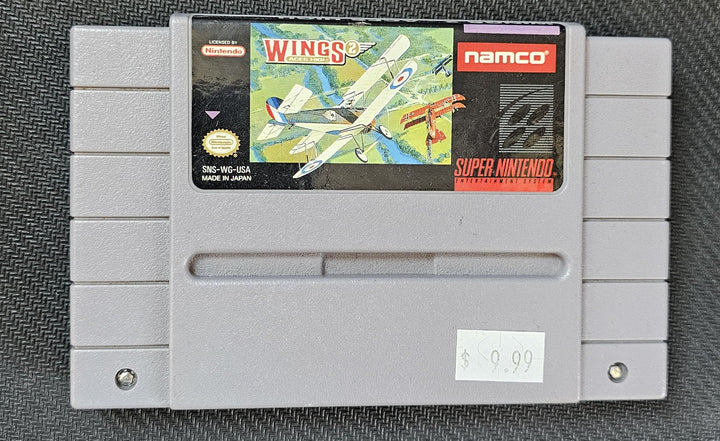 LICENSED BY
Nintendo
WINGS 2
ACES HIGH
namco
Nintendo
SNS-WG-USA
MADE IN JAPAN
SUPER NINTENDO
ENTERTAINMENT SYSTEM
$ 9.99